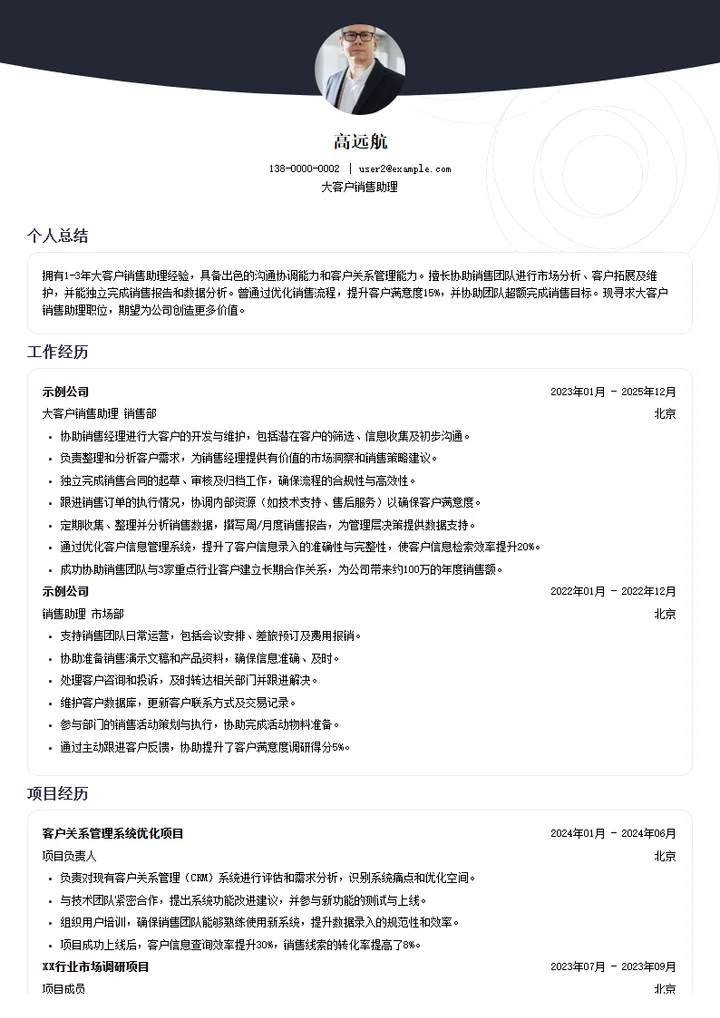 高远航
138-0000-0002 | user2@example.com
大客户销售助理
个人总结
拥有1-3年大客户销售助理经验，具备出色的沟通协调能力和客户关系管理能力。擅长协助销售团队进行市场分析、客户拓展及维
护，并能独立完成销售报告和数据分析。曾通过优化销售流程，提升客户满意度15%，并协助团队超额完成销售目标。现寻求大客户
销售助理职位，期望为公司创造更多价值。
工作经历
示例公司 2023年01月 - 2025年12月
大客户销售助理 销售部 北京
• 协助销售经理进行大客户的开发与维护，包括潜在客户的筛选、信息收集及初步沟通。
• 负责整理和分析客户需求，为销售经理提供有价值的市场洞察和销售策略建议。
• 独立完成销售合同的起草、审核及归档工作，确保流程的合规性与高效性。
• 跟进销售订单的执行情况，协调内部资源（如技术支持、售后服务）以确保客户满意度。
• 定期收集、整理并分析销售数据，撰写周/月度销售报告，为管理层决策提供数据支持。
• 通过优化客户信息管理系统，提升了客户信息录入的准确性与完整性，使客户信息检索效率提升20%。
• 成功协助销售团队与3家重点行业客户建立长期合作关系，为公司带来约100万的年度销售额。
示例公司 2022年01月 - 2022年12月
销售助理 市场部 北京
• 支持销售团队日常运营，包括会议安排、差旅预订及费用报销。
• 协助准备销售演示文稿和产品资料，确保信息准确、及时。
• 处理客户咨询和投诉，及时转达相关部门并跟进解决。
• 维护客户数据库，更新客户联系方式及交易记录。
• 参与部门的销售活动策划与执行，协助完成活动物料准备。
• 通过主动跟进客户反馈，协助提升了客户满意度调研得分5%。
项目经历
客户关系管理系统优化项目 2024年01月 - 2024年06月
项目负责人 北京
• 负责对现有客户关系管理（CRM）系统进行评估和需求分析，识别系统痛点和优化空间。
• 与技术团队紧密合作，提出系统功能改进建议，并参与新功能的测试与上线。
• 组织用户培训，确保销售团队能够熟练使用新系统，提升数据录入的规范性和效率。
• 项目成功上线后，客户信息查询效率提升30%，销售线索的转化率提高了8%。
XX行业市场调研项目 2023年07月 - 2023年09月
项目成员 北京